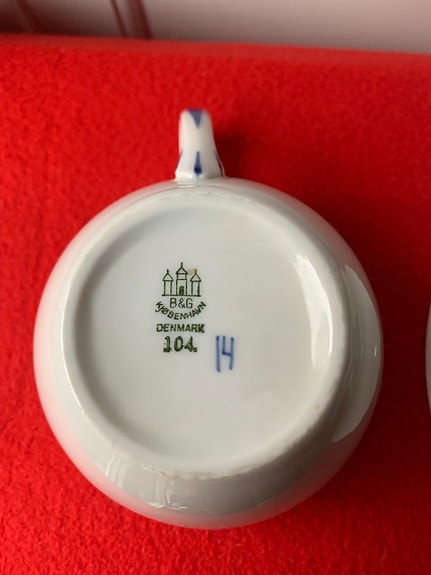 B&G
KJØBENHAVN
DENMARK
104. 14